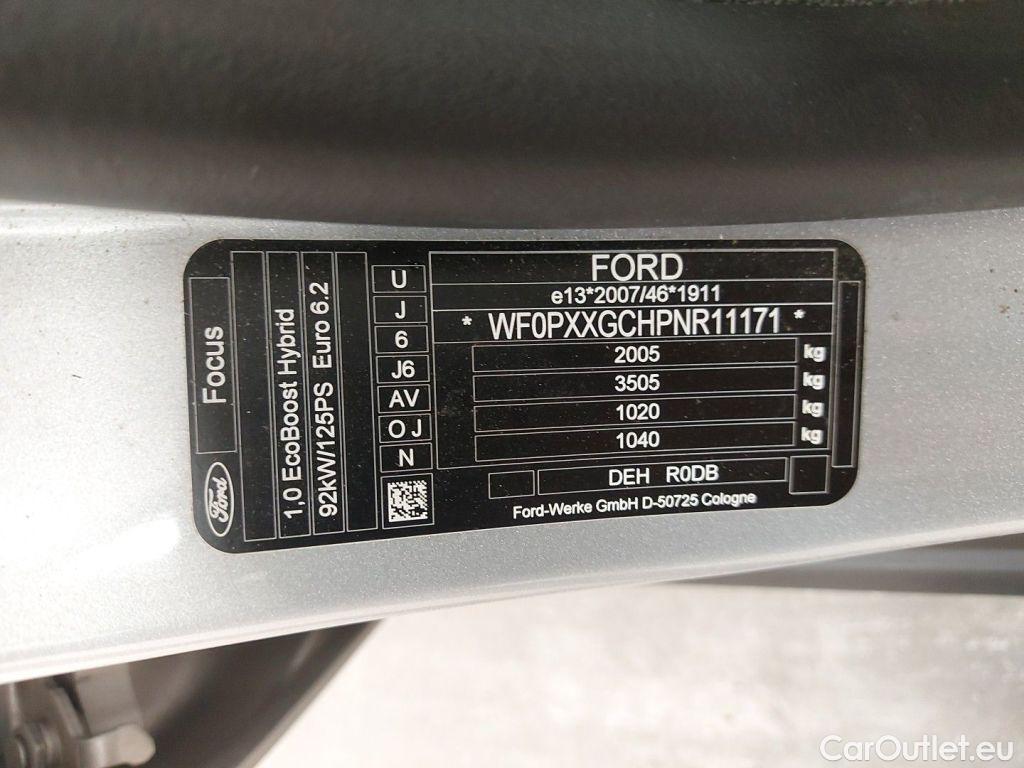 Focus
Ford
1,0 EcoBoost Hybrid
92kW/125PS Euro 6.2
U
J
6
J6
AV
O J
N
FORD
e13*2007/46*1911
* WF0PXXGCHPNR11171 *
2005 kg
3505 kg
1020 kg
1040 kg
DEH R0DB
Ford-Werke GmbH D-50725 Cologne
CarOutlet.eu